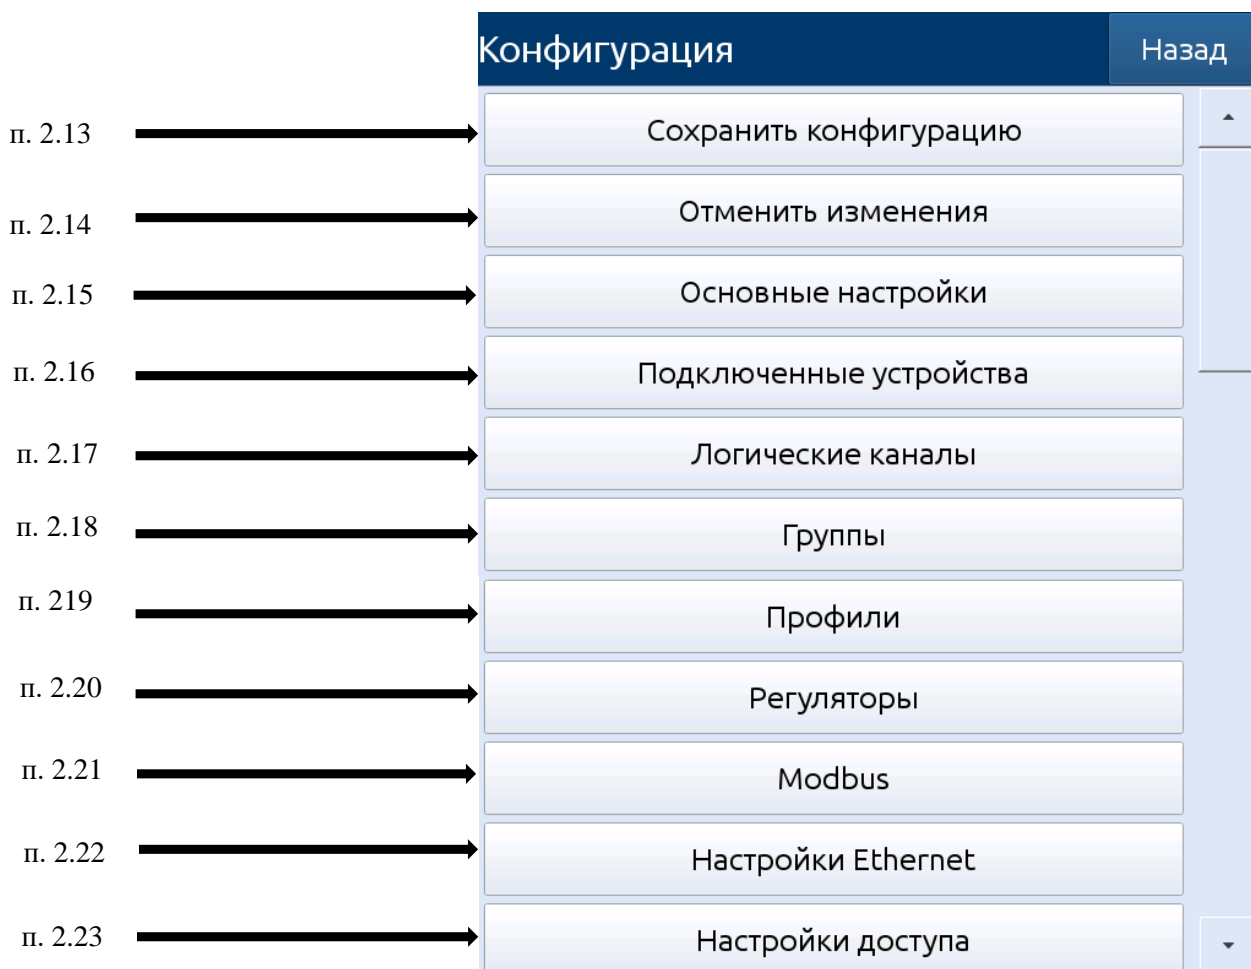 Конфигурация Назад
п. 2.13 Сохранить конфигурацию
п. 2.14 Отменить изменения
п. 2.15 Основные настройки
п. 2.16 Подключенные устройства
п. 2.17 Логические каналы
п. 2.18 Группы
п. 219 Профили
п. 2.20 Регуляторы
п. 2.21 Modbus
п. 2.22 Настройки Ethernet
п. 2.23 Настройки доступа